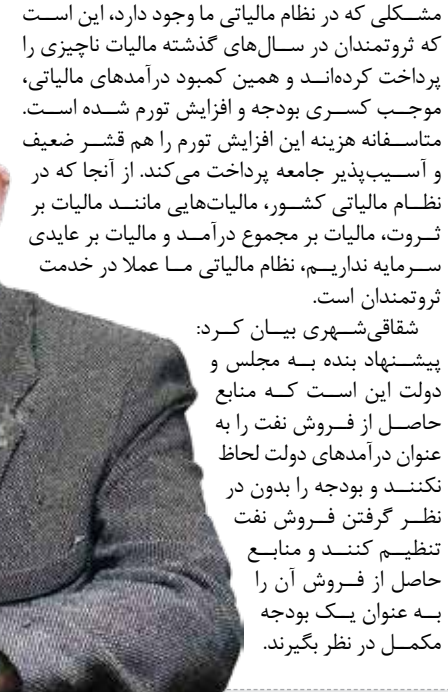 مشکلی که در نظام مالیاتی ما وجود دارد، این است
که ثروتمندان در سال‌های گذشته مالیات ناچیزی را
پرداخت کرده‌اند و همین کمبود درآمدهای مالیاتی،
موجب کسری بودجه و افزایش تورم شده است.
متاسفانه هزینه این افزایش تورم را هم قشر ضعیف
و آسیب‌پذیر جامعه پرداخت می‌کند. از آنجا که در
نظام مالیاتی کشور، مالیات‌هایی مانند مالیات بر
ثروت، مالیات بر مجموع درآمد و مالیات بر عایدی
سرمایه نداریم، نظام مالیاتی ما عملا در خدمت
ثروتمندان است.
شقاقی‌شهری بیان کرد:
پیشنهاد بنده به مجلس و
دولت این است که منابع
حاصل از فروش نفت را به
عنوان درآمدهای دولت لحاظ
نکنند و بودجه را بدون در
نظر گرفتن فروش نفت
تنظیم کنند و منابع
حاصل از فروش آن را
به عنوان یک بودجه
مکمل در نظر بگیرند.